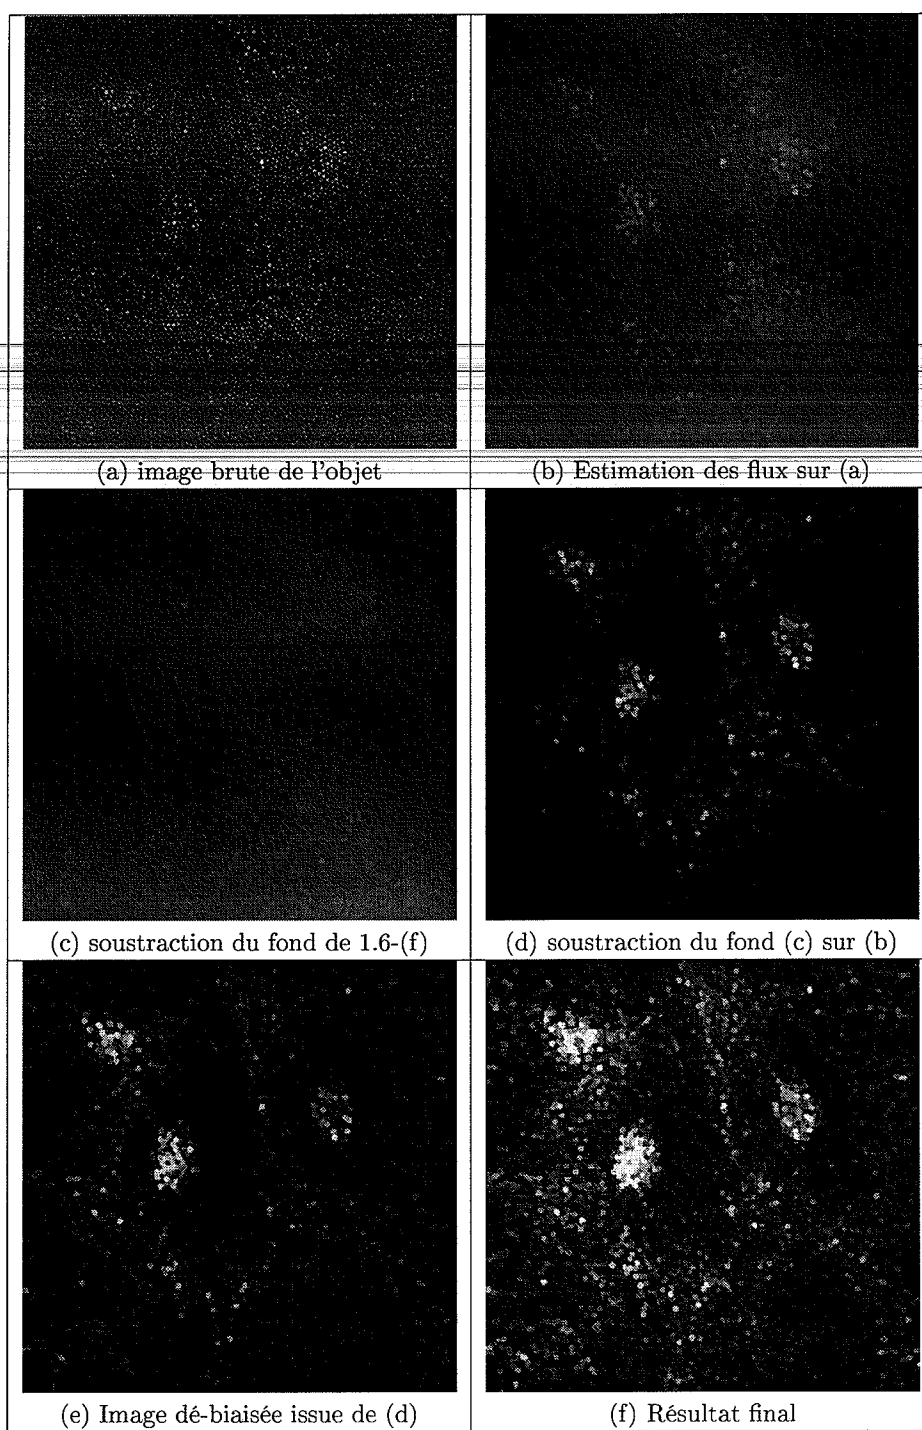 (a) image brute de l'objet
(b) Estimation des flux sur (a)
(c) soustraction du fond de 1.6-(f)
(d) soustraction du fond (c) sur (b)
(e) Image dé-biaisée issue de (d)
(f) Résultat final